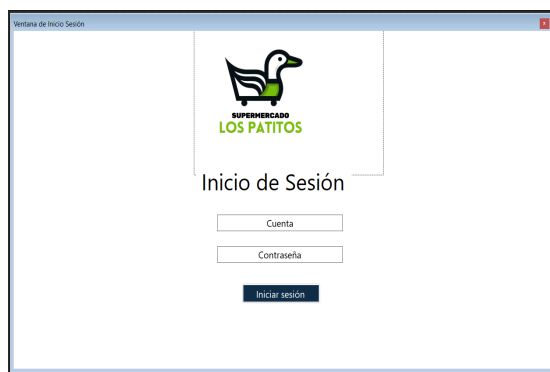 Ventana de Inicio Sesión
x
SUPERMERCADO
LOS PATITOS
Inicio de Sesión
Cuenta
Contraseña
Iniciar sesión